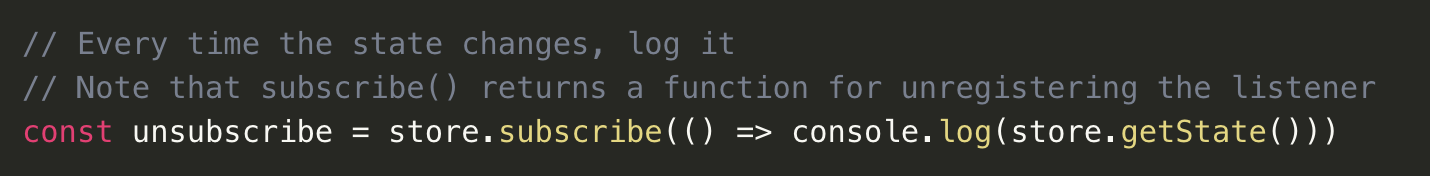 // Every time the state changes, log it
// Note that subscribe() returns a function for unregistering the listener
const unsubscribe = store.subscribe(() => console.log(store.getState()))